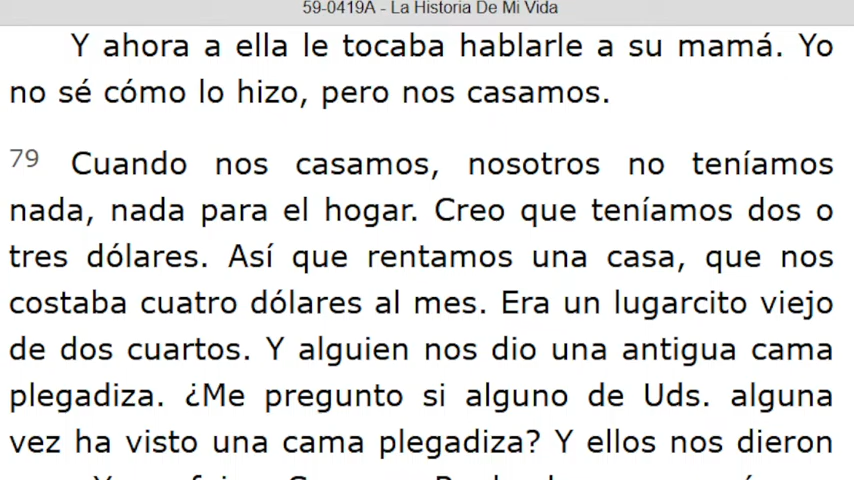 59-0419A - La Historia De Mi Vida
Y ahora a ella le tocaba hablarle a su mamá. Yo
no sé cómo lo hizo, pero nos casamos.
79 Cuando nos casamos, nosotros no teníamos
nada, nada para el hogar. Creo que teníamos dos o
tres dólares. Así que rentamos una casa, que nos
costaba cuatro dólares al mes. Era un lugarcito viejo
de dos cuartos. Y alguien nos dio una antigua cama
plegadiza. ¿Me pregunto si alguno de Uds. alguna
vez ha visto una cama plegadiza? Y ellos nos dieron